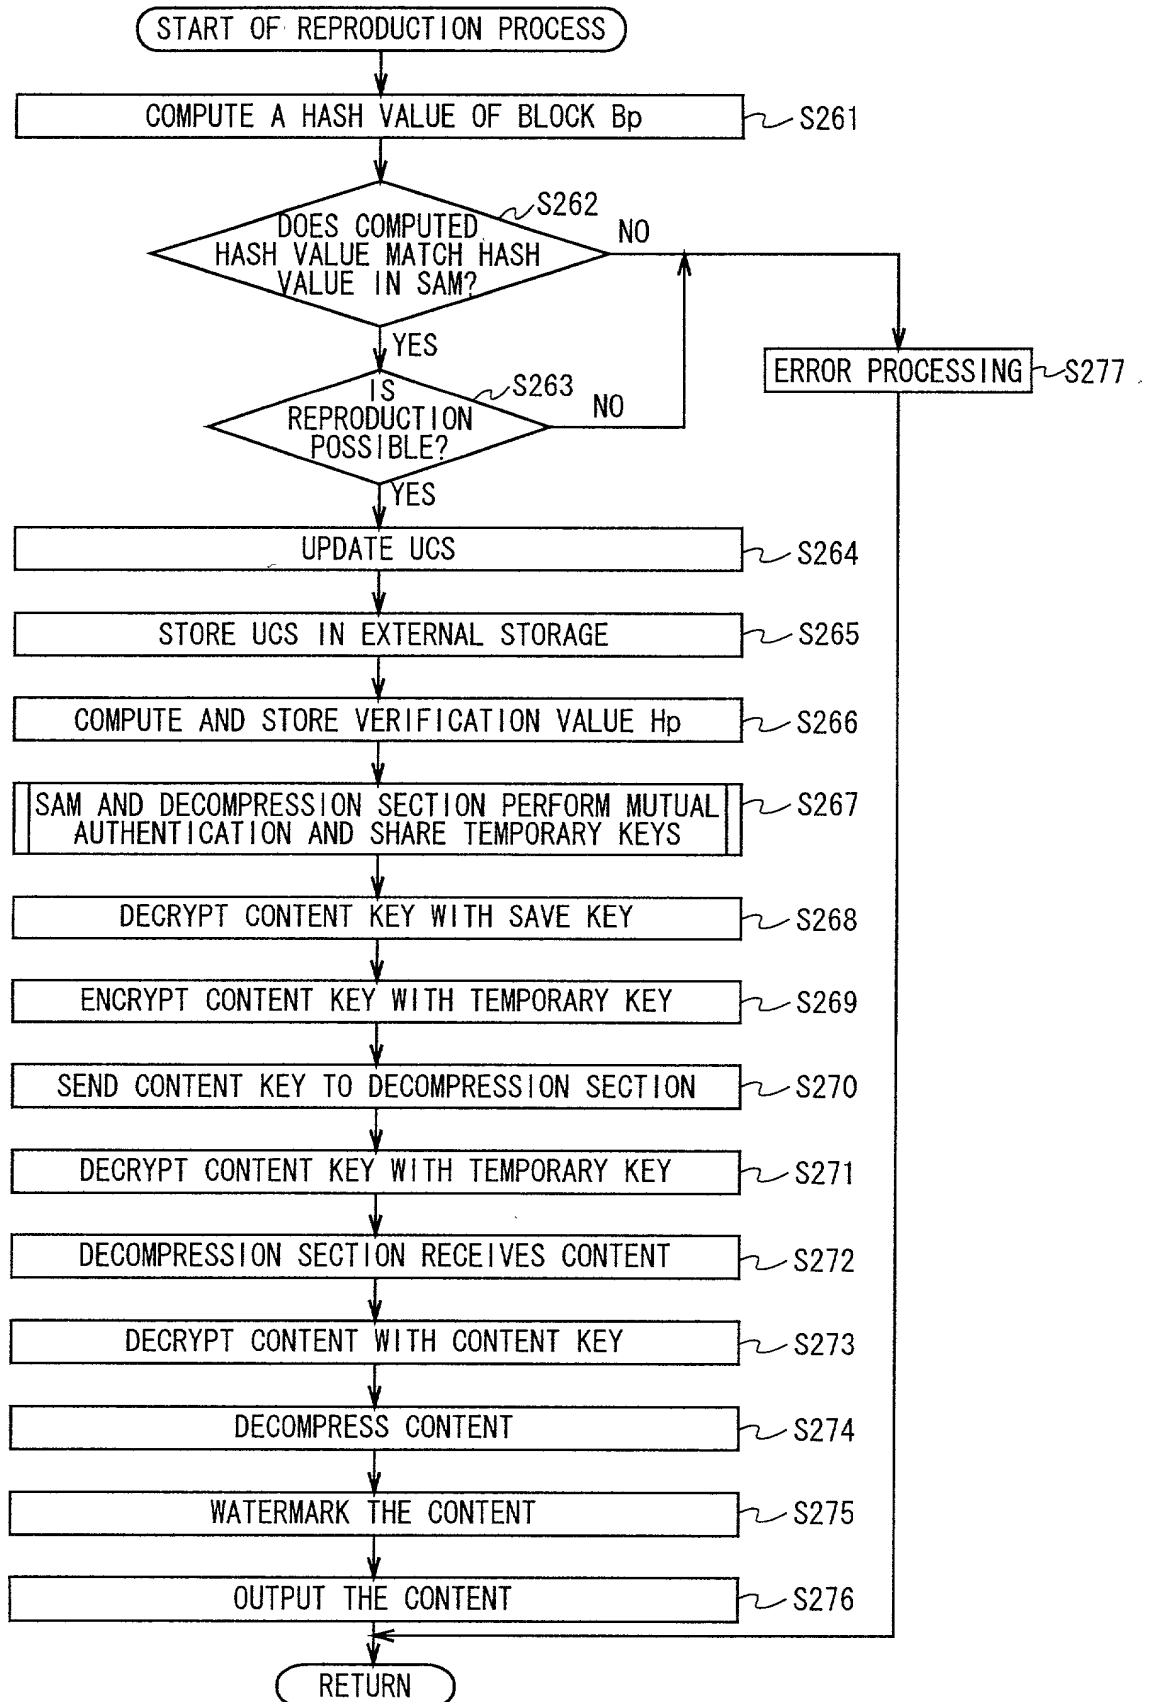 START OF REPRODUCTION PROCESS
COMPUTE A HASH VALUE OF BLOCK Bp
S261
S262
DOES COMPUTED
HASH VALUE MATCH HASH
VALUE IN SAM?
NO
YES
S263
IS
REPRODUCTION
POSSIBLE?
NO
ERROR PROCESSING
S277
YES
UPDATE UCS
S264
STORE UCS IN EXTERNAL STORAGE
S265
COMPUTE AND STORE VERIFICATION VALUE Hp
S266
SAM AND DECOMPRESSION SECTION PERFORM MUTUAL
AUTHENTICATION AND SHARE TEMPORARY KEYS
S267
DECRYPT CONTENT KEY WITH SAVE KEY
S268
ENCRYPT CONTENT KEY WITH TEMPORARY KEY
S269
SEND CONTENT KEY TO DECOMPRESSION SECTION
S270
DECRYPT CONTENT KEY WITH TEMPORARY KEY
S271
DECOMPRESSION SECTION RECEIVES CONTENT
S272
DECRYPT CONTENT WITH CONTENT KEY
S273
DECOMPRESS CONTENT
S274
WATERMARK THE CONTENT
S275
OUTPUT THE CONTENT
S276
RETURN